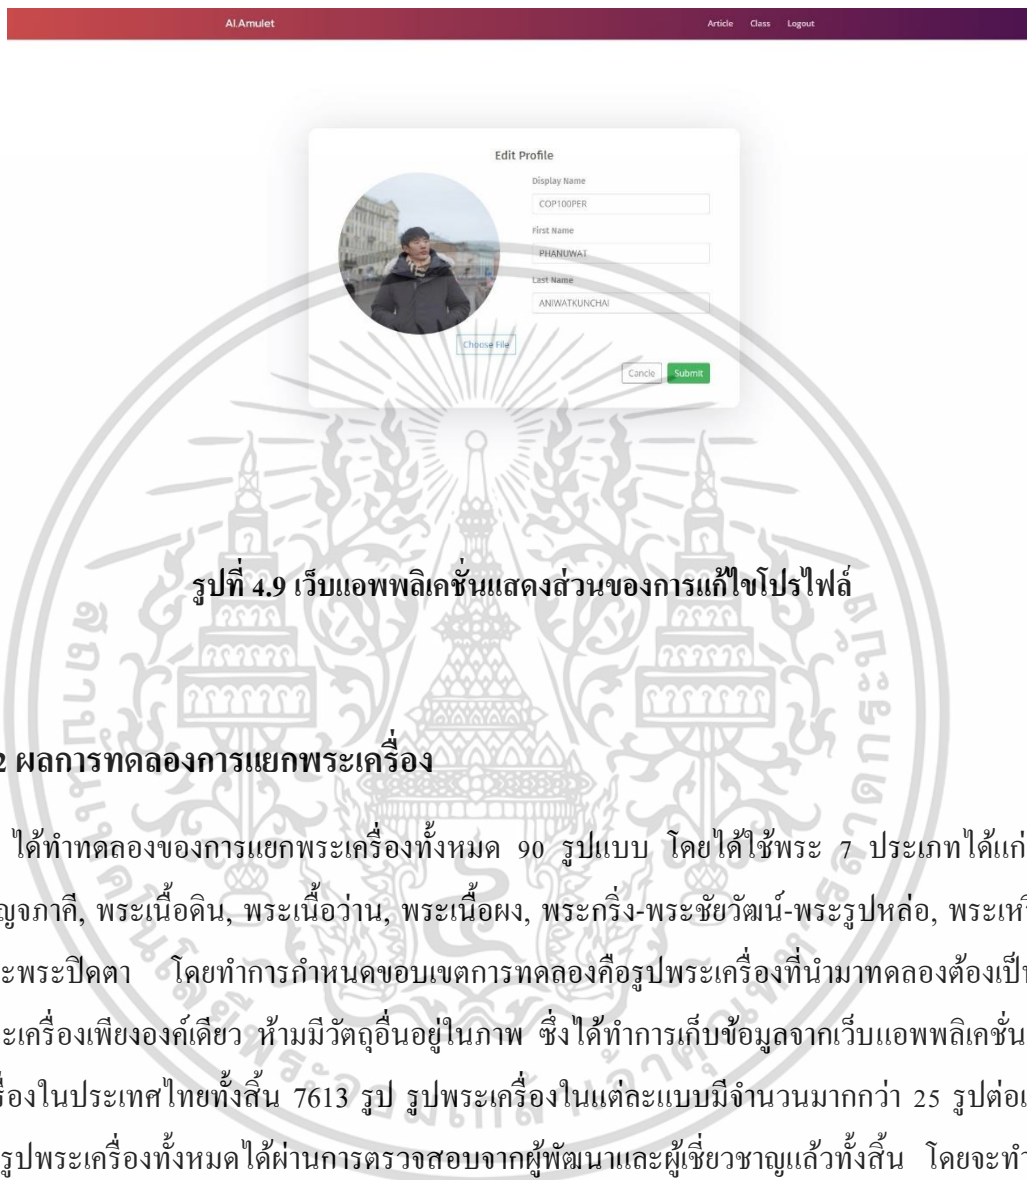 AI.Amulet Article Class Logout
Edit Profile
Display Name
COP100PER
First Name
PHANUWAT
Last Name
ANIWATKUNCHAI
Choose File
Cancle Submit
รูปที่ 4.9 เว็บแอพพลิเคชั่นแสดงส่วนของการแก้ไขโปรไฟล์
2 ผลการทดลองการแยกพระเครื่อง
ได้ทำทดลองของการแยกพระเครื่องทั้งหมด 90 รูปแบบ โดยได้ใช้พระ 7 ประเภทได้แก่
ญจภาคี, พระเนื้อดิน, พระเนื้อว่าน, พระเนื้อผง, พระกริ่ง-พระชัยวัฒน์-พระรูปหล่อ, พระเหรี
ะพระปิดตา โดยทำการกำหนดขอบเขตการทดลองคือรูปพระเครื่องที่นำมาทดลองต้องเป็น
ะเครื่องเพียงองค์เดียว ห้ามมีวัตถุอื่นอยู่ในภาพ ซึ่งได้ทำการเก็บข้อมูลจากเว็บแอพพลิเคชั่น
รื่องในประเทศไทยทั้งสิ้น 7613 รูป รูปพระเครื่องในแต่ละแบบมีจำนวนมากกว่า 25 รูปต่อ
รูปพระเครื่องทั้งหมดได้ผ่านการตรวจสอบจากผู้พัฒนาและผู้เชี่ยวชาญแล้วทั้งสิ้น โดยจะทำ